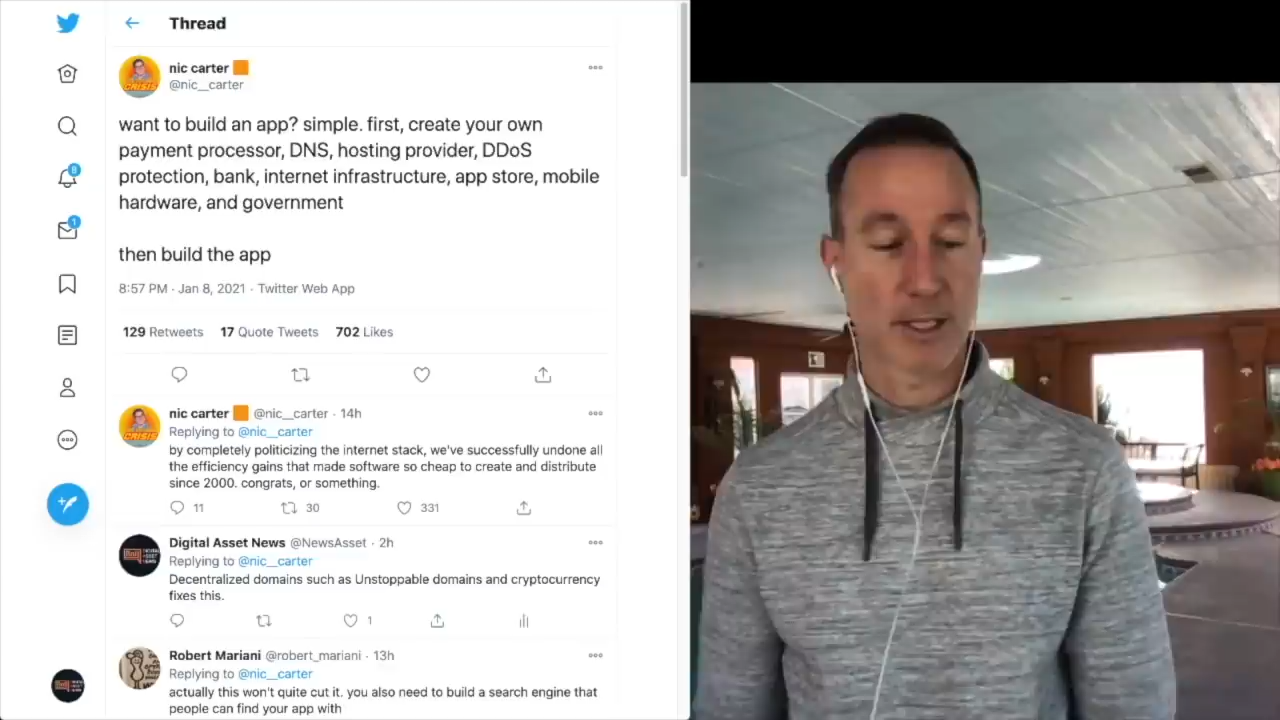 Thread
nic carter
@nic__carter
want to build an app? simple. first, create your own
payment processor, DNS, hosting provider, DDoS
protection, bank, internet infrastructure, app store, mobile
hardware, and government
then build the app
8:57 PM · Jan 8, 2021 · Twitter Web App
129 Retweets 17 Quote Tweets 702 Likes
nic carter @nic__carter · 14h
Replying to @nic__carter
by completely politicizing the internet stack, we've successfully undone all
the efficiency gains that made software so cheap to create and distribute
since 2000. congrats, or something.
11 30 331
Digital Asset News @NewsAsset · 2h
Replying to @nic__carter
Decentralized domains such as Unstoppable domains and cryptocurrency
fixes this.
1
Robert Mariani @robert_mariani · 13h
Replying to @nic__carter
actually this won't quite cut it. you also need to build a search engine that
people can find your app with
8
1
CRISIS